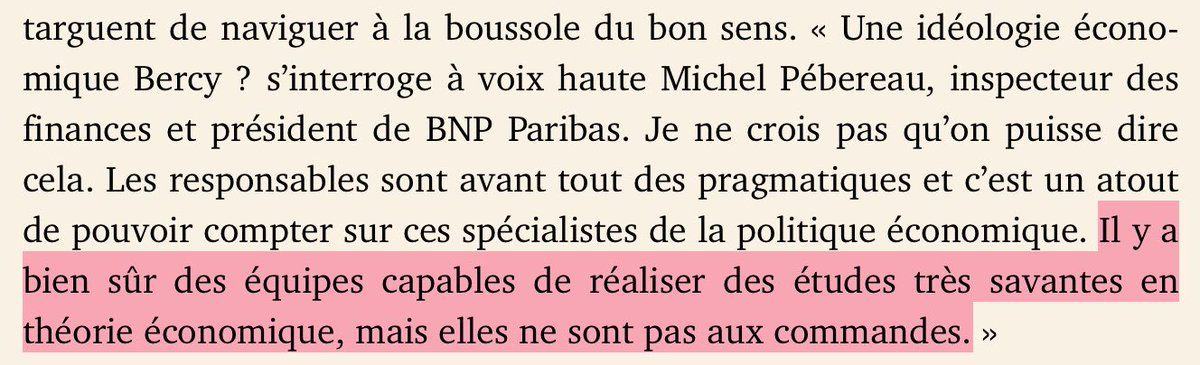 targuent de naviguer à la boussole du bon sens. « Une idéologie écono-
mique Bercy ? s’interroge à voix haute Michel Pébereau, inspecteur des
finances et président de BNP Paribas. Je ne crois pas qu’on puisse dire
cela. Les responsables sont avant tout des pragmatiques et c’est un atout
de pouvoir compter sur ces spécialistes de la politique économique. Il y a
bien sûr des équipes capables de réaliser des études très savantes en
théorie économique, mais elles ne sont pas aux commandes. »